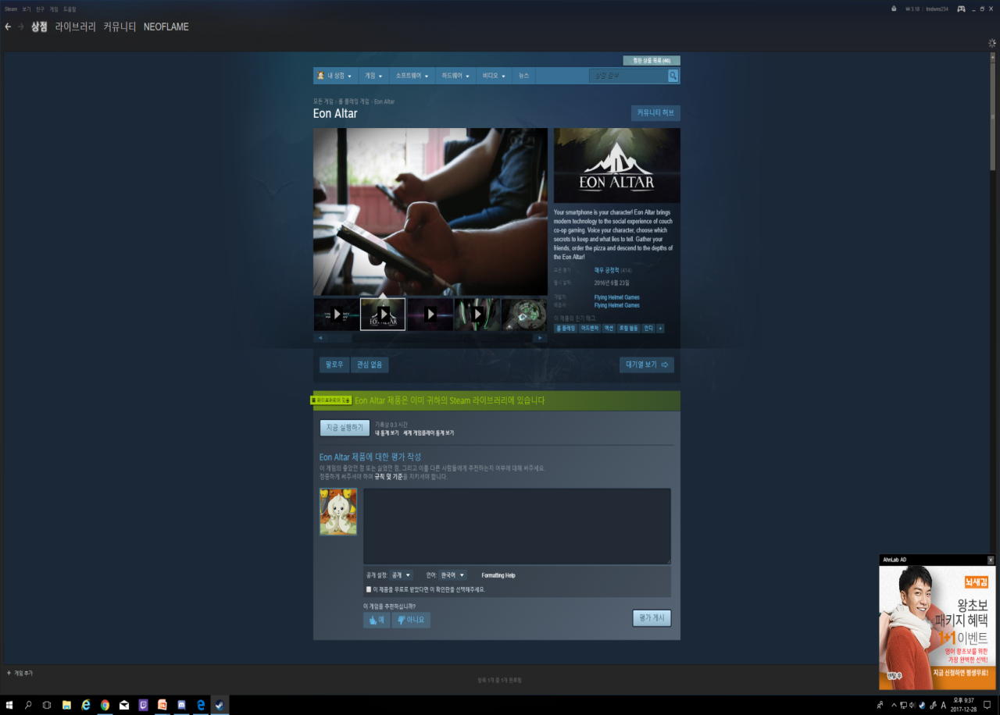 Steam 보기 친구 게임 도움말
₩ 3.18 tmdwns234
상점 라이브러리 커뮤니티 NEOFLAME
찜한 상품 목록 (46)
내 상점 게임 소프트웨어 하드웨어 비디오 뉴스
상점 검색
모든 게임 > 롤 플레잉 게임 > Eon Altar
Eon Altar
커뮤니티 허브
EON ALTAR
Your smartphone is your character! Eon Altar brings
modern technology to the social experience of couch
co-op gaming. Voice your character, choose which
secrets to keep and what lies to tell. Gather your
friends, order the pizza and descend to the depths of
the Eon Altar!
모든 평가: 매우 긍정적 (414)
출시 날짜: 2016년 6월 23일
개발자: Flying Helmet Games
배급사: Flying Helmet Games
이 제품의 인기 태그:
롤 플레잉 어드벤처 액션 로컬 협동 인디 +
팔로우 관심 없음
대기열 보기
라이브러리에 있음 Eon Altar 제품은 이미 귀하의 Steam 라이브러리에 있습니다
지금 실행하기
기록상 0.3 시간
내 통계 보기 세계 게임플레이 통계 보기
Eon Altar 제품에 대한 평가 작성
이 게임의 좋았던 점 또는 싫었던 점, 그리고 이를 다른 사람들에게 추천하는지 여부에 대해 써주세요.
정중하게 써주셔야 하며 규칙 및 기준을 지키셔야 합니다.
공개 설정: 공개 언어: 한국어 Formatting Help
이 제품을 무료로 받았다면 이 확인란을 선택해주세요.
이 게임을 추천하십니까?
예 아니요
평가 게시
AhnLab AD
뇌새김
왕초보
패키지 혜택
1+1 이벤트
영어 왕초보를 위한
가장 완벽한 선택!
지금 신청하면 평생무료!
+ 게임 추가
항목 1개 중 1개 완료됨
A
오후 9:37
2017-12-28